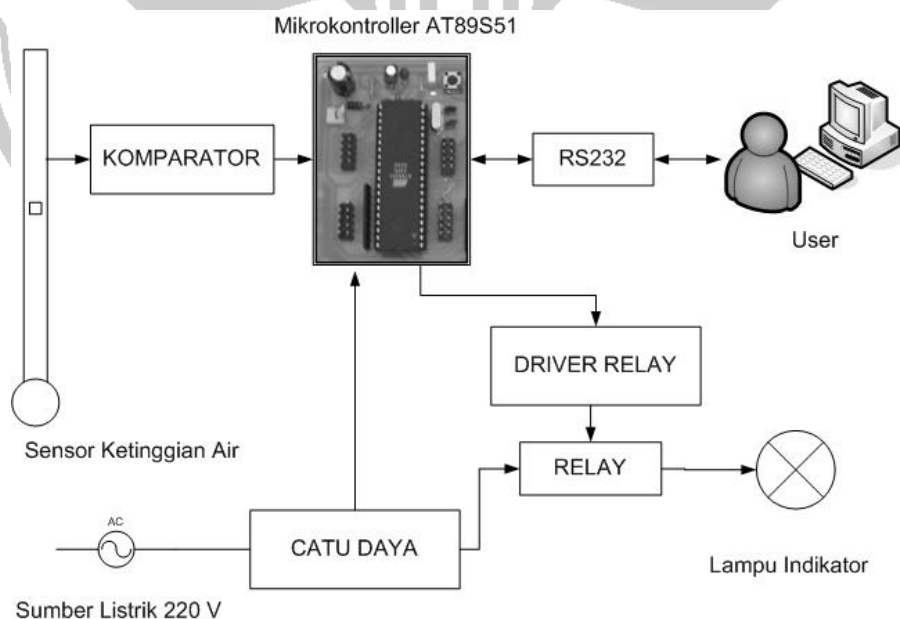 Mikrokontroller AT89S51
KOMPARATOR
RS232
User
DRIVER RELAY
Sensor Ketinggian Air
RELAY
AC
CATU DAYA
Lampu Indikator
Sumber Listrik 220 V